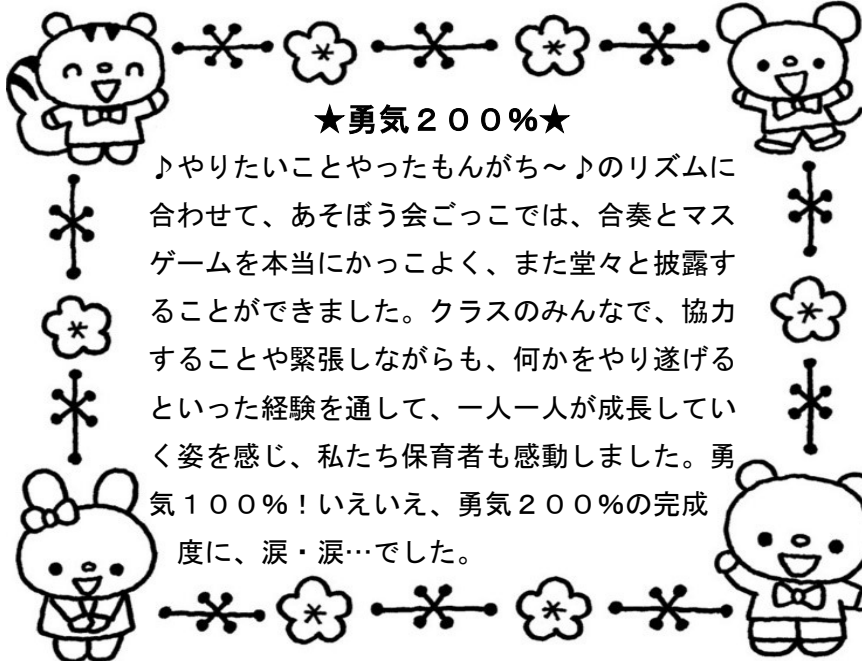 ★勇気２００％★
♪やりたいことやったもんがち～♪のリズムに
合わせて、あそぼう会ごっこでは、合奏とマス
ゲームを本当にかっこよく、また堂々と披露す
ることができました。クラスのみんなで、協力
することや緊張しながらも、何かをやり遂げる
といった経験を通して、一人一人が成長してい
く姿を感じ、私たち保育者も感動しました。勇
気１００％！いえいえ、勇気２００％の完成
度に、涙・涙…でした。